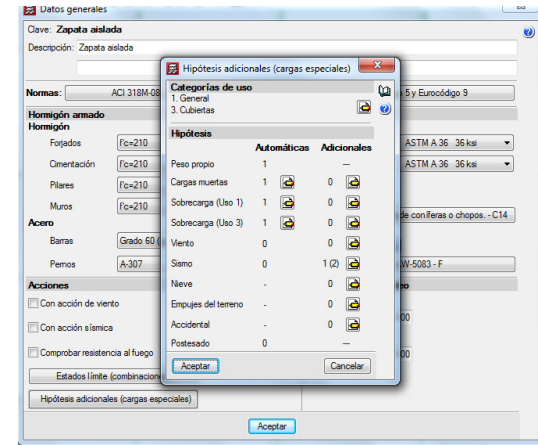 Datos generales
Clave: Zapata aislada
Descripción: Zapata aislada
Normas: ACI 318M-08
5 y Eurocódigo 9
Hormigón armado
Hormigón
Forjados f'c=210
Cimentación f'c=210
Pilares f'c=210
Muros f'c=210
Acero
Barras Grado 60 (
Pernos A-307
ASTM A 36 36 ksi
ASTM A 36 36 ksi
de coníferas o chopos. - C14
W-5083 - F
Acciones
Con acción de viento
Con acción sísmica
Comprobar resistencia al fuego
Estados límite (combinacion
Hipótesis adicionales (cargas especiales)
eo
00
00
Aceptar
Hipótesis adicionales (cargas especiales)
Categorías de uso
1. General
3. Cubiertas
Hipótesis
Automáticas Adicionales
Peso propio 1 ---
Cargas muertas 1 0
Sobrecarga (Uso 1) 1 0
Sobrecarga (Uso 3) 1 0
Viento 0 0
Sismo 0 1 (2)
Nieve - 0
Empujes del terreno - 0
Accidental - 0
Postesado 0 ---
Aceptar Cancelar